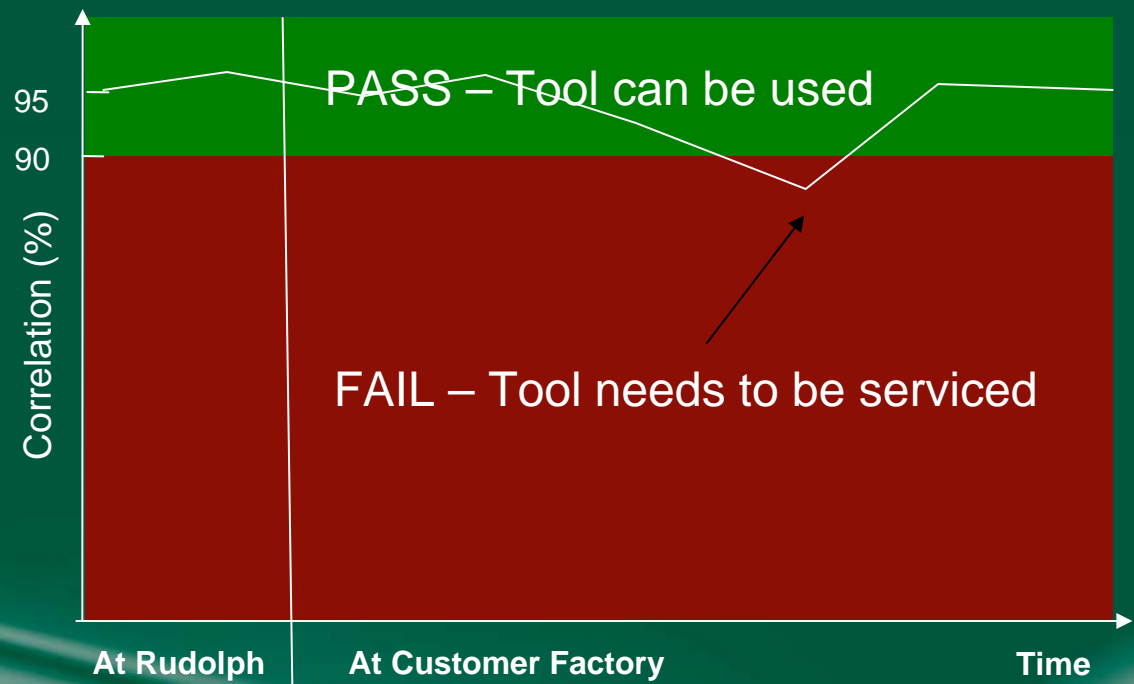 PASS – Tool can be used
95
90
Correlation (%)
FAIL – Tool needs to be serviced
At Rudolph
At Customer Factory
Time